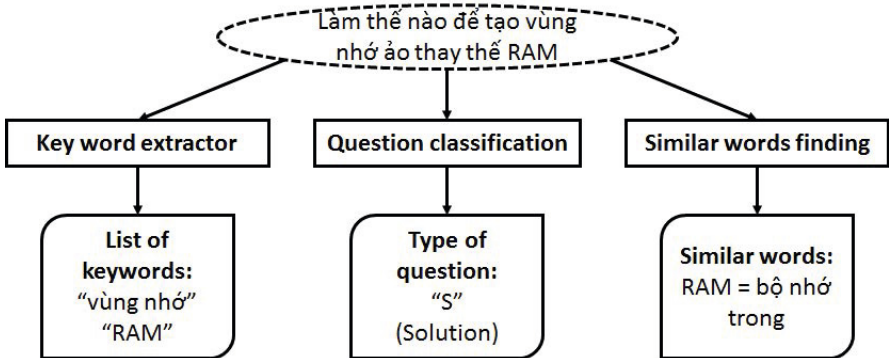 Làm thế nào để tạo vùng
nhớ ảo thay thế RAM
Key word extractor
Question classification
Similar words finding
List of
keywords:
“vùng nhớ”
“RAM”
Type of
question:
“S”
(Solution)
Similar words:
RAM = bộ nhớ
trong